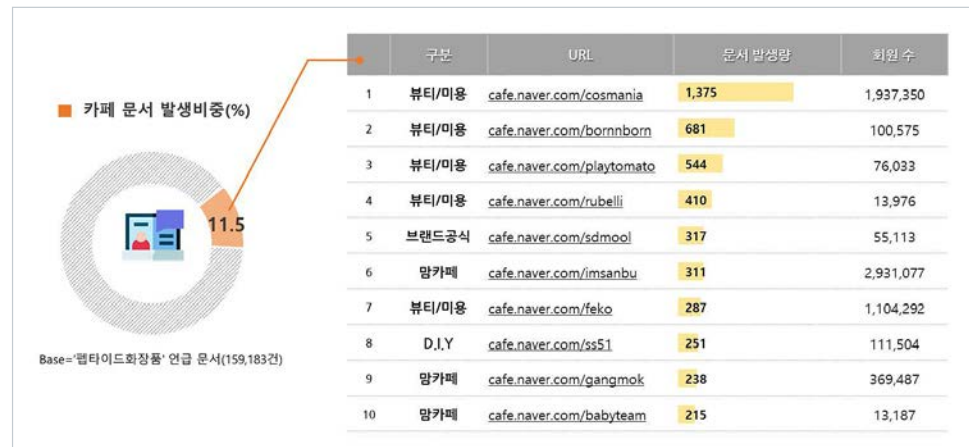 카페 문서 발생비중(%)
11.5
Base='펩타이드화장품' 언급 문서(159,183건)
구분 URL 문서 발생량 회원 수
1 뷰티/미용 cafe.naver.com/cosmania 1,375 1,937,350
2 뷰티/미용 cafe.naver.com/bornnborn 681 100,575
3 뷰티/미용 cafe.naver.com/playtomato 544 76,033
4 뷰티/미용 cafe.naver.com/rubelli 410 13,976
5 브랜드공식 cafe.naver.com/sdmool 317 55,113
6 맘카페 cafe.naver.com/imsanbu 311 2,931,077
7 뷰티/미용 cafe.naver.com/feko 287 1,104,292
8 D.I.Y cafe.naver.com/ss51 251 111,504
9 맘카페 cafe.naver.com/gangmok 238 369,487
10 맘카페 cafe.naver.com/babyteam 215 13,187